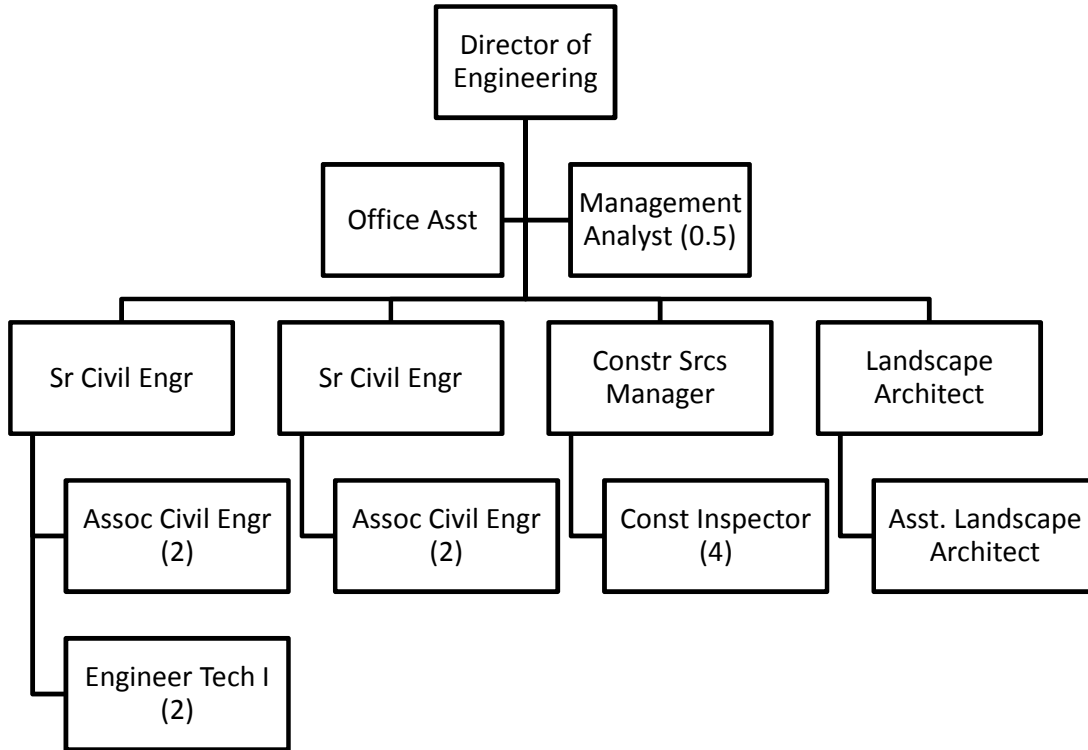 Director of
Engineering
Office Asst
Management
Analyst (0.5)
Sr Civil Engr
Sr Civil Engr
Constr Srcs
Manager
Landscape
Architect
Assoc Civil Engr
(2)
Assoc Civil Engr
(2)
Const Inspector
(4)
Asst. Landscape
Architect
Engineer Tech I
(2)